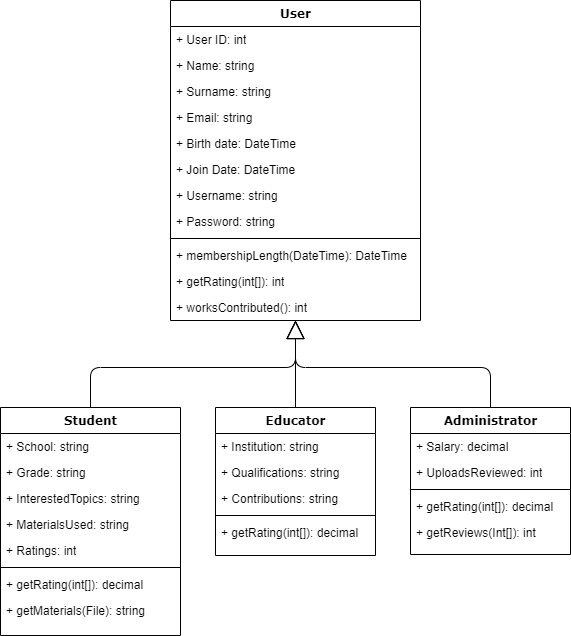 User
+ User ID: int
+ Name: string
+ Surname: string
+ Email: string
+ Birth date: DateTime
+ Join Date: DateTime
+ Username: string
+ Password: string
+ membershipLength(DateTime): DateTime
+ getRating(int[]): int
+ worksContributed(): int
Student
+ School: string
+ Grade: string
+ InterestedTopics: string
+ MaterialsUsed: string
+ Ratings: int
+ getRating(int[]): decimal
+ getMaterials(File): string
Educator
+ Institution: string
+ Qualifications: string
+ Contributions: string
+ getRating(int[]): decimal
Administrator
+ Salary: decimal
+ UploadsReviewed: int
+ getRating(int[]): decimal
+ getReviews(Int[]): int